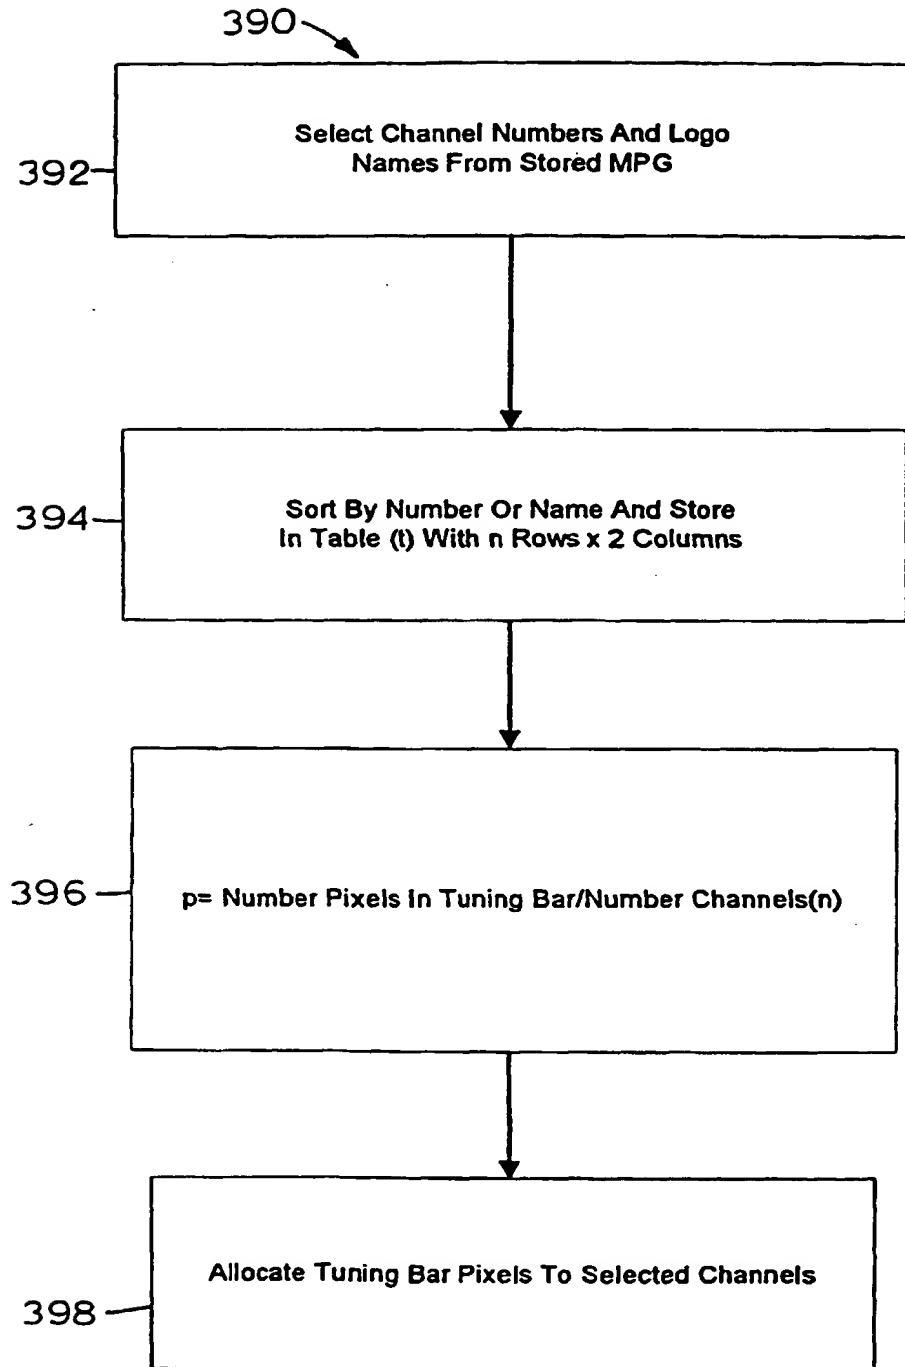 390
Select Channel Numbers And Logo
Names From Stored MPG
392
Sort By Number Or Name And Store
In Table (t) With n Rows x 2 Columns
394
p= Number Pixels In Tuning Bar/Number Channels(n)
396
Allocate Tuning Bar Pixels To Selected Channels
398